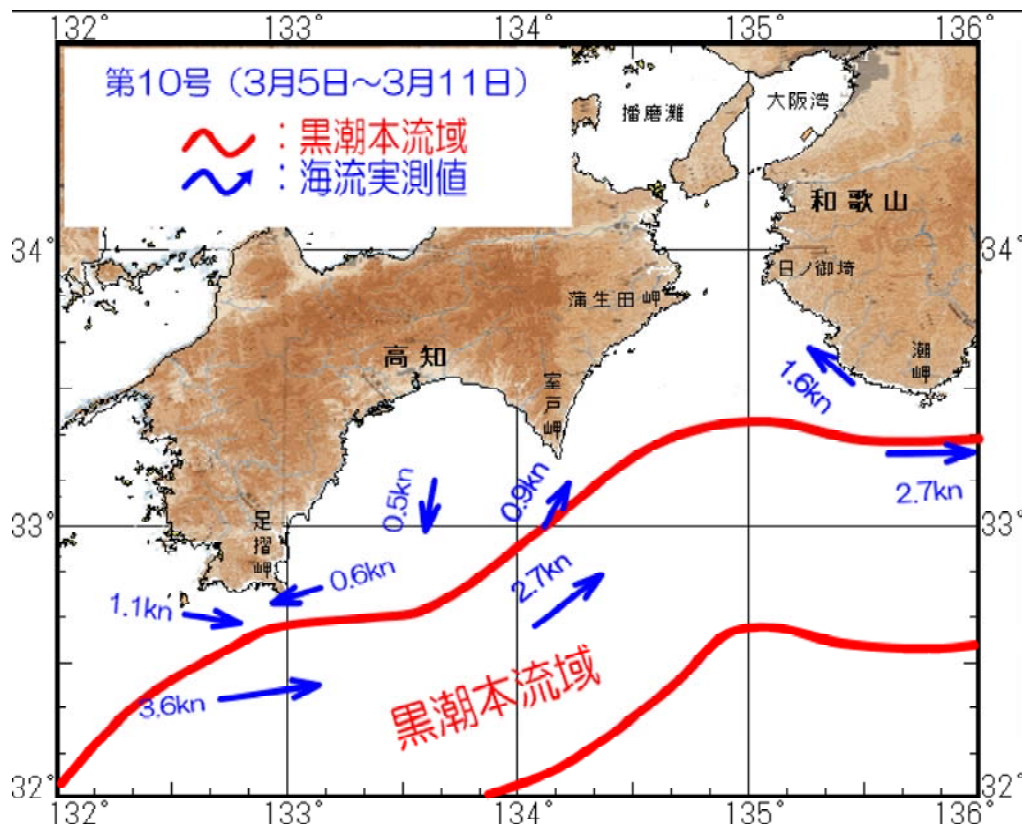 132° 133° 134° 135° 136°
第10号（3月5日～3月11日）
：黒潮本流域
：海流実測値
播磨灘
大阪湾
和歌山
34°
34°
日ノ御埼
蒲生田岬
高知
室戸岬
潮岬
1.6kn
2.7kn
0.5kn
0.9kn
33°
33°
足摺岬
0.6kn
2.7kn
1.1kn
3.6kn
黒潮本流域
32°
32°
132° 133° 134° 135° 136°